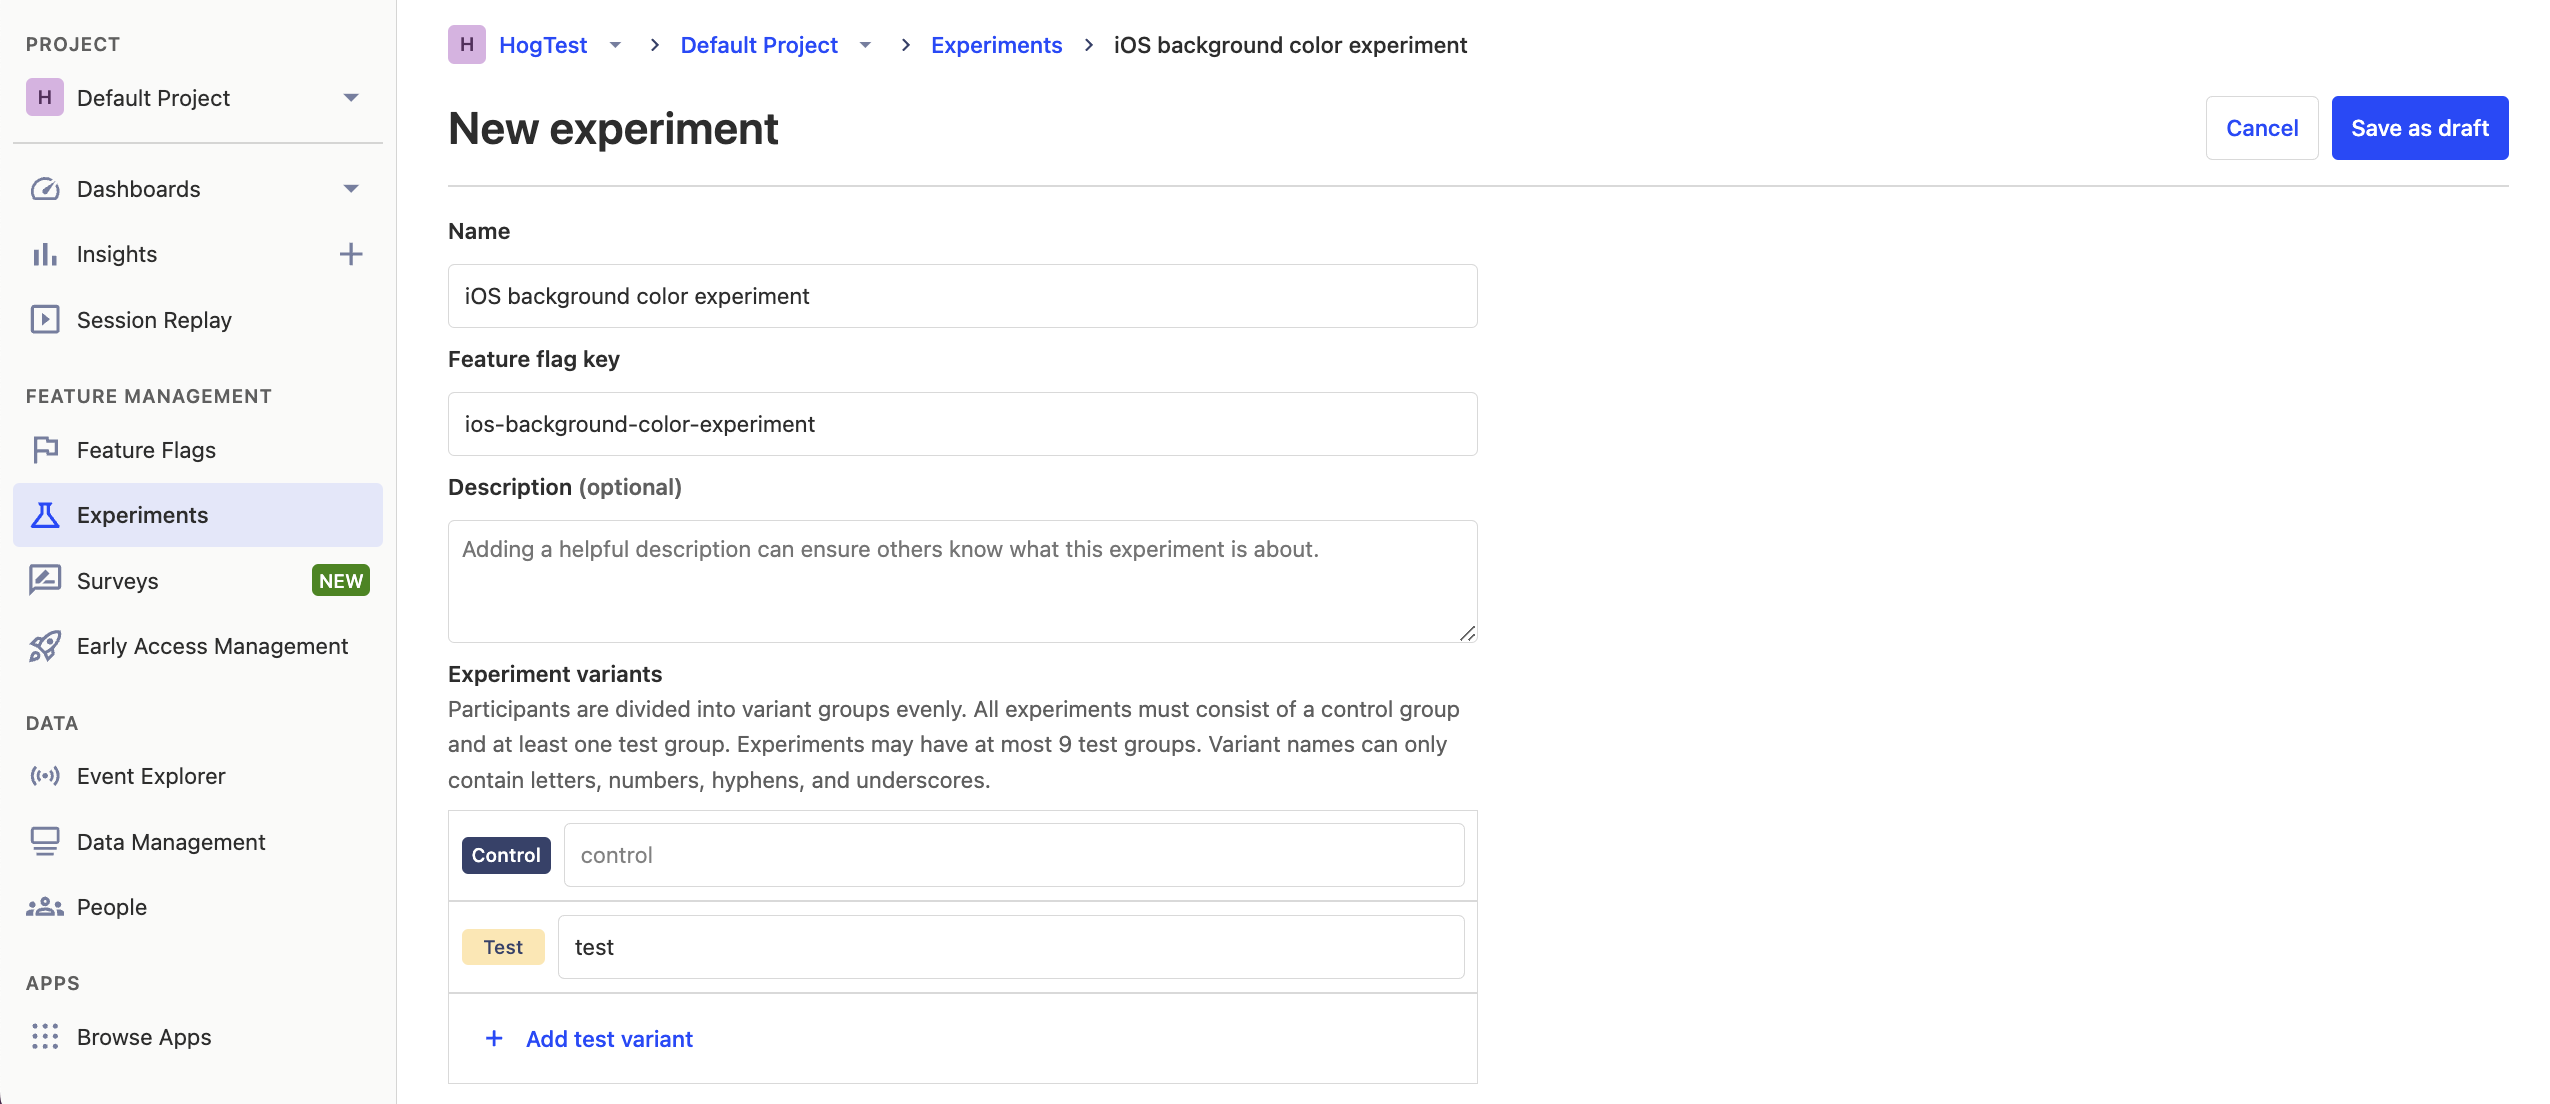 PROJECT
H Default Project
Dashboards
Insights
Session Replay
FEATURE MANAGEMENT
Feature Flags
Experiments
Surveys NEW
Early Access Management
DATA
Event Explorer
Data Management
People
APPS
Browse Apps
H HogTest > Default Project > Experiments > iOS background color experiment
New experiment
Cancel
Save as draft
Name
iOS background color experiment
Feature flag key
ios-background-color-experiment
Description (optional)
Adding a helpful description can ensure others know what this experiment is about.
Experiment variants
Participants are divided into variant groups evenly. All experiments must consist of a control group
and at least one test group. Experiments may have at most 9 test groups. Variant names can only
contain letters, numbers, hyphens, and underscores.
Control control
Test test
+ Add test variant